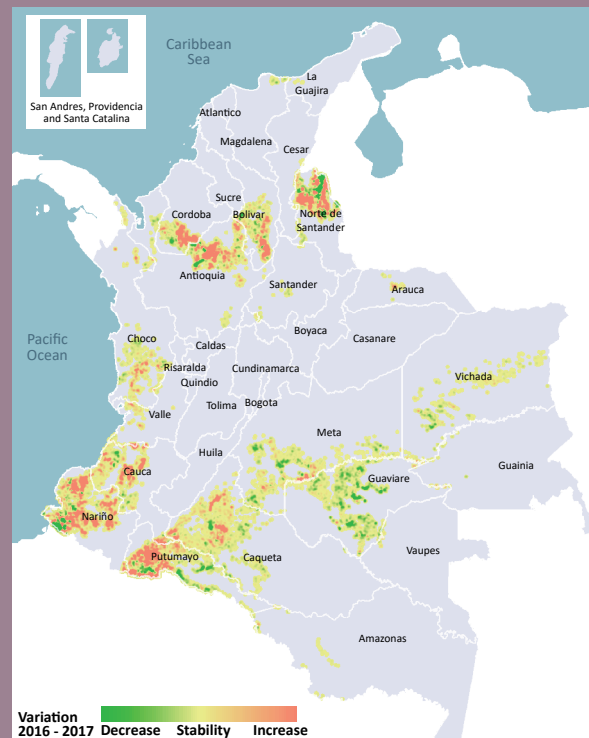 Caribbean
Sea
San Andres, Providencia
and Santa Catalina
La
Guajira
Atlantico
Magdalena
Cesar
Sucre
Cordoba
Bolivar
Norte de
Santander
Antioquia
Santander
Arauca
Boyaca
Pacific
Ocean
Choco
Caldas
Casanare
Risaralda
Cundinamarca
Quindio
Vichada
Tolima
Bogota
Valle
Meta
Huila
Guainia
Cauca
Guaviare
Nariño
Vaupes
Putumayo
Caqueta
Amazonas
Variation
2016 - 2017 Decrease Stability Increase